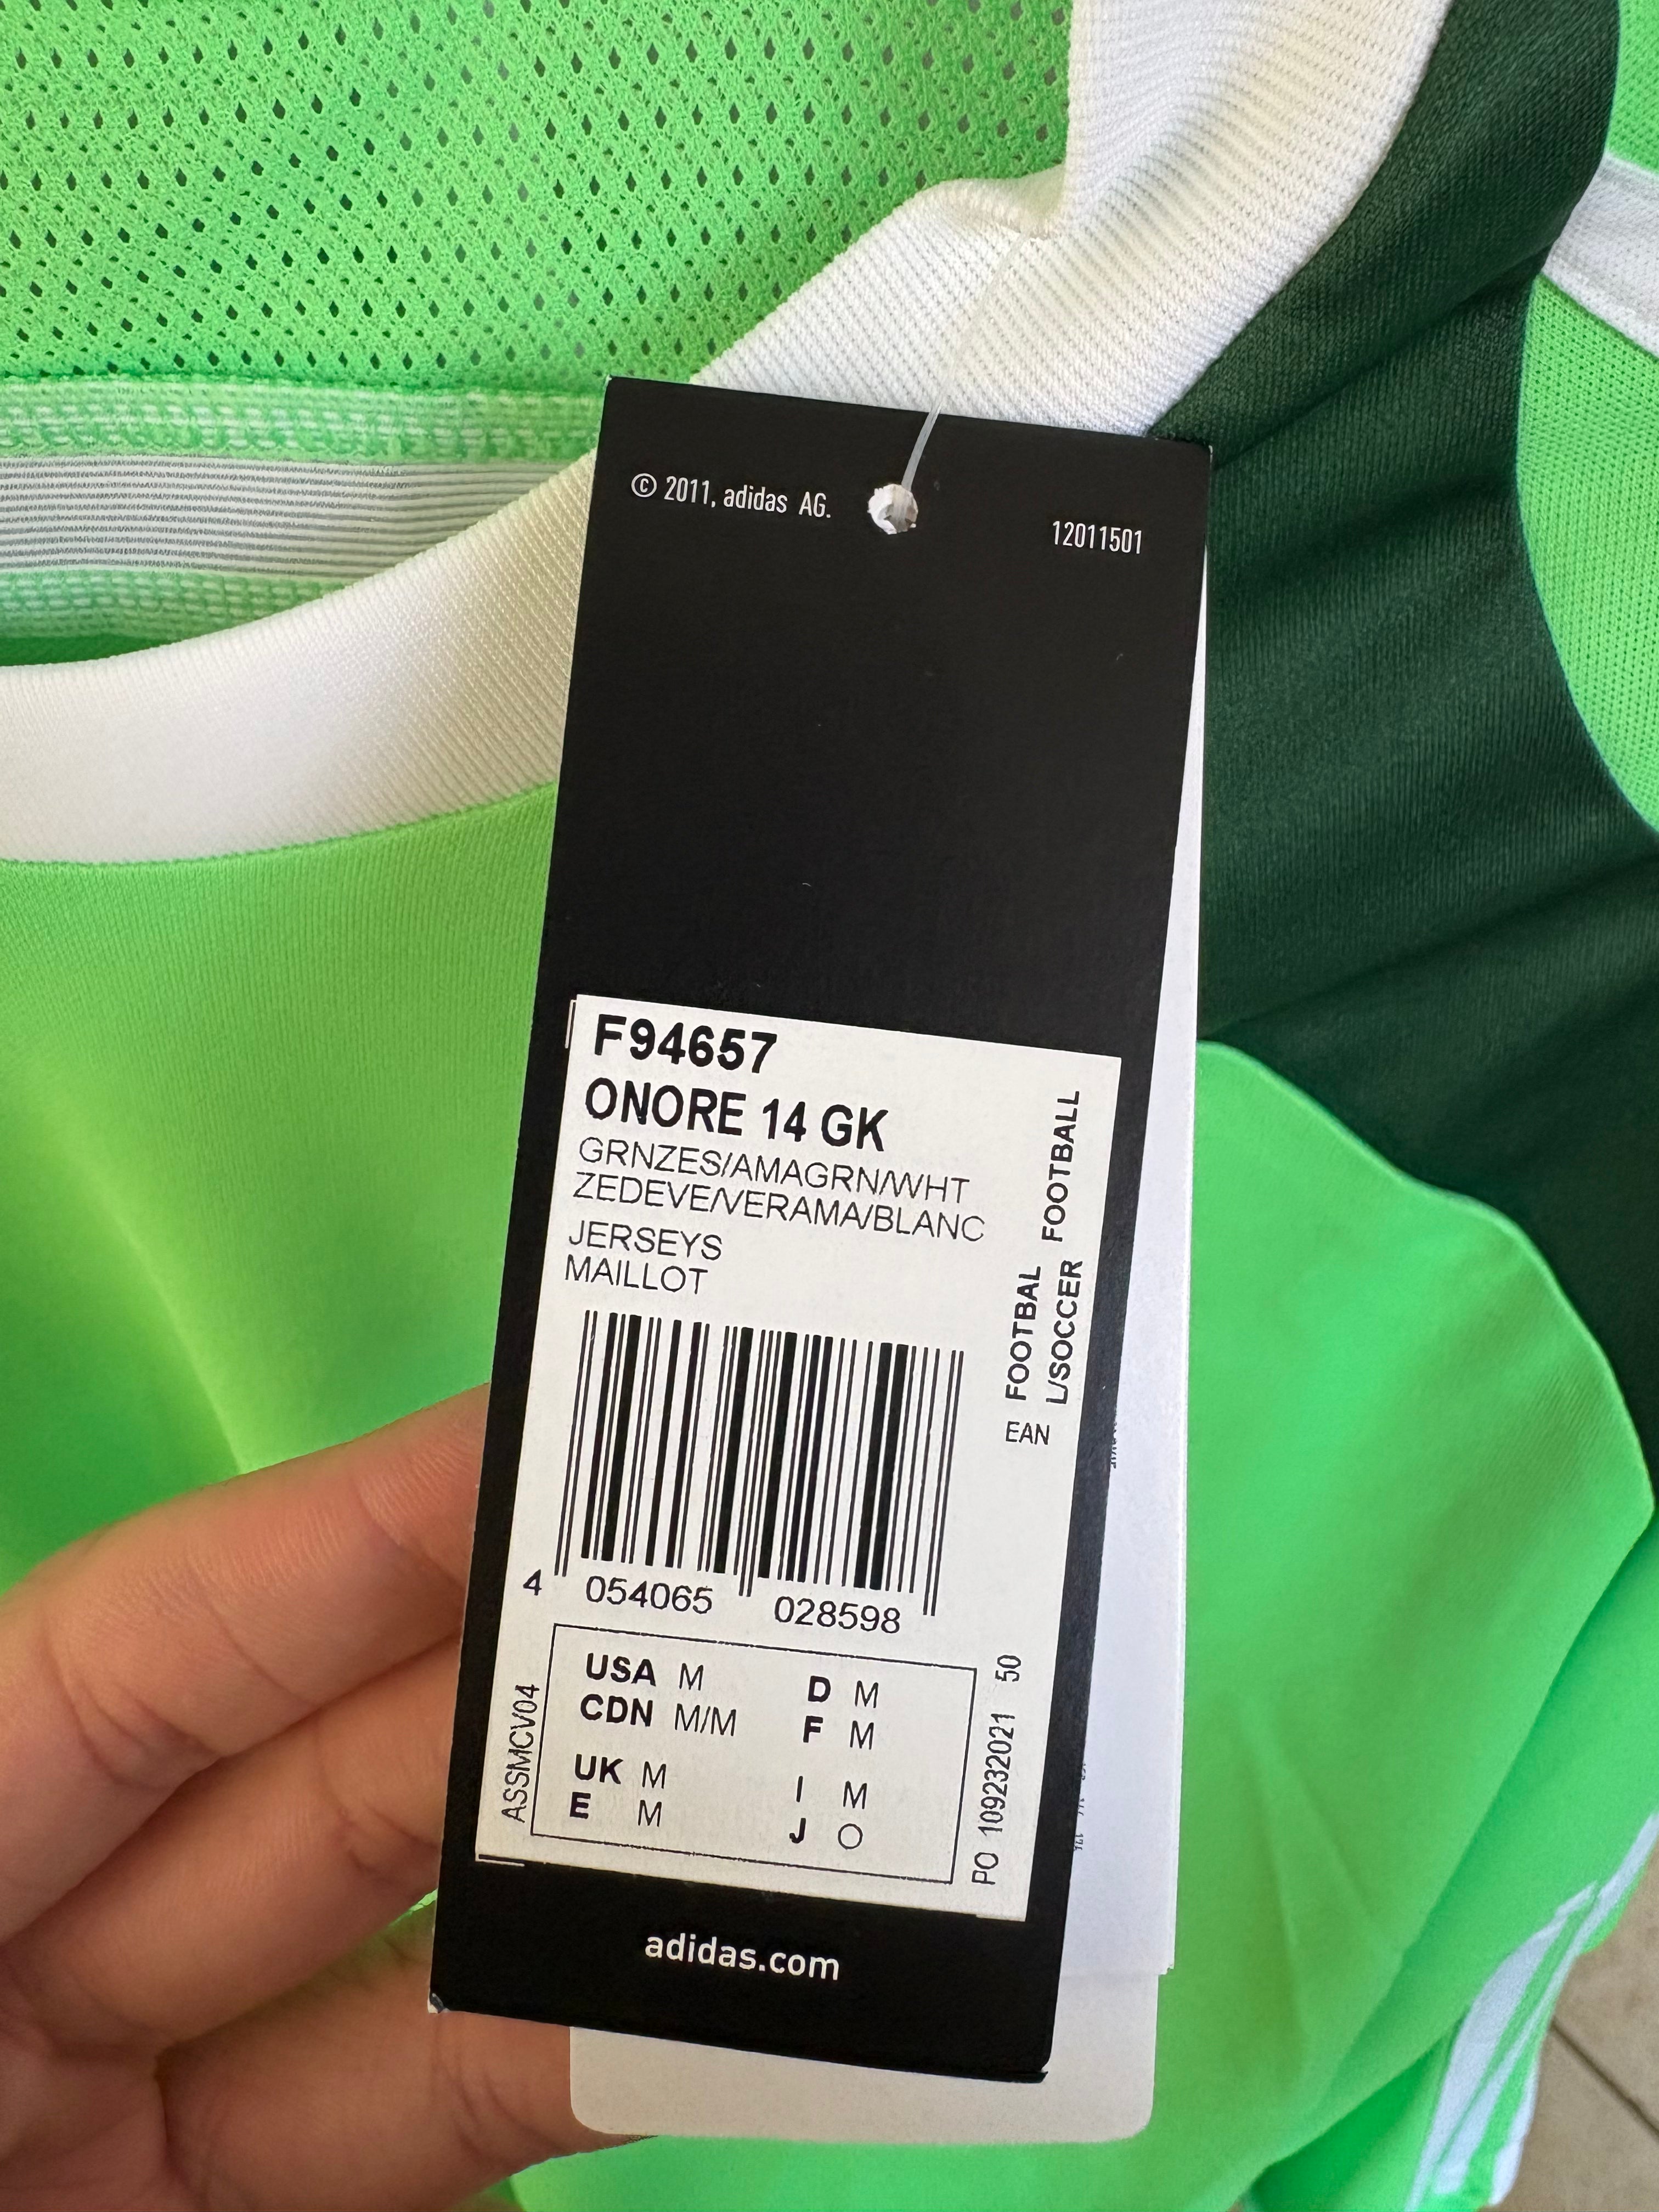 © 2011, adidas AG.
12011501
F94657
ONORE 14 GK
GRNZES/AMAGRN/WHT
ZEDEVE/VERAMA/BLANC
JERSEYS
MAILLOT
FOOTBAL FOOTBALL
L/SOCCER
EAN
4 054065 028598
USA M D M
CDN M/M F M
UK M I M
E M J O
ASSMCV04
PO 109232021 50
adidas.com